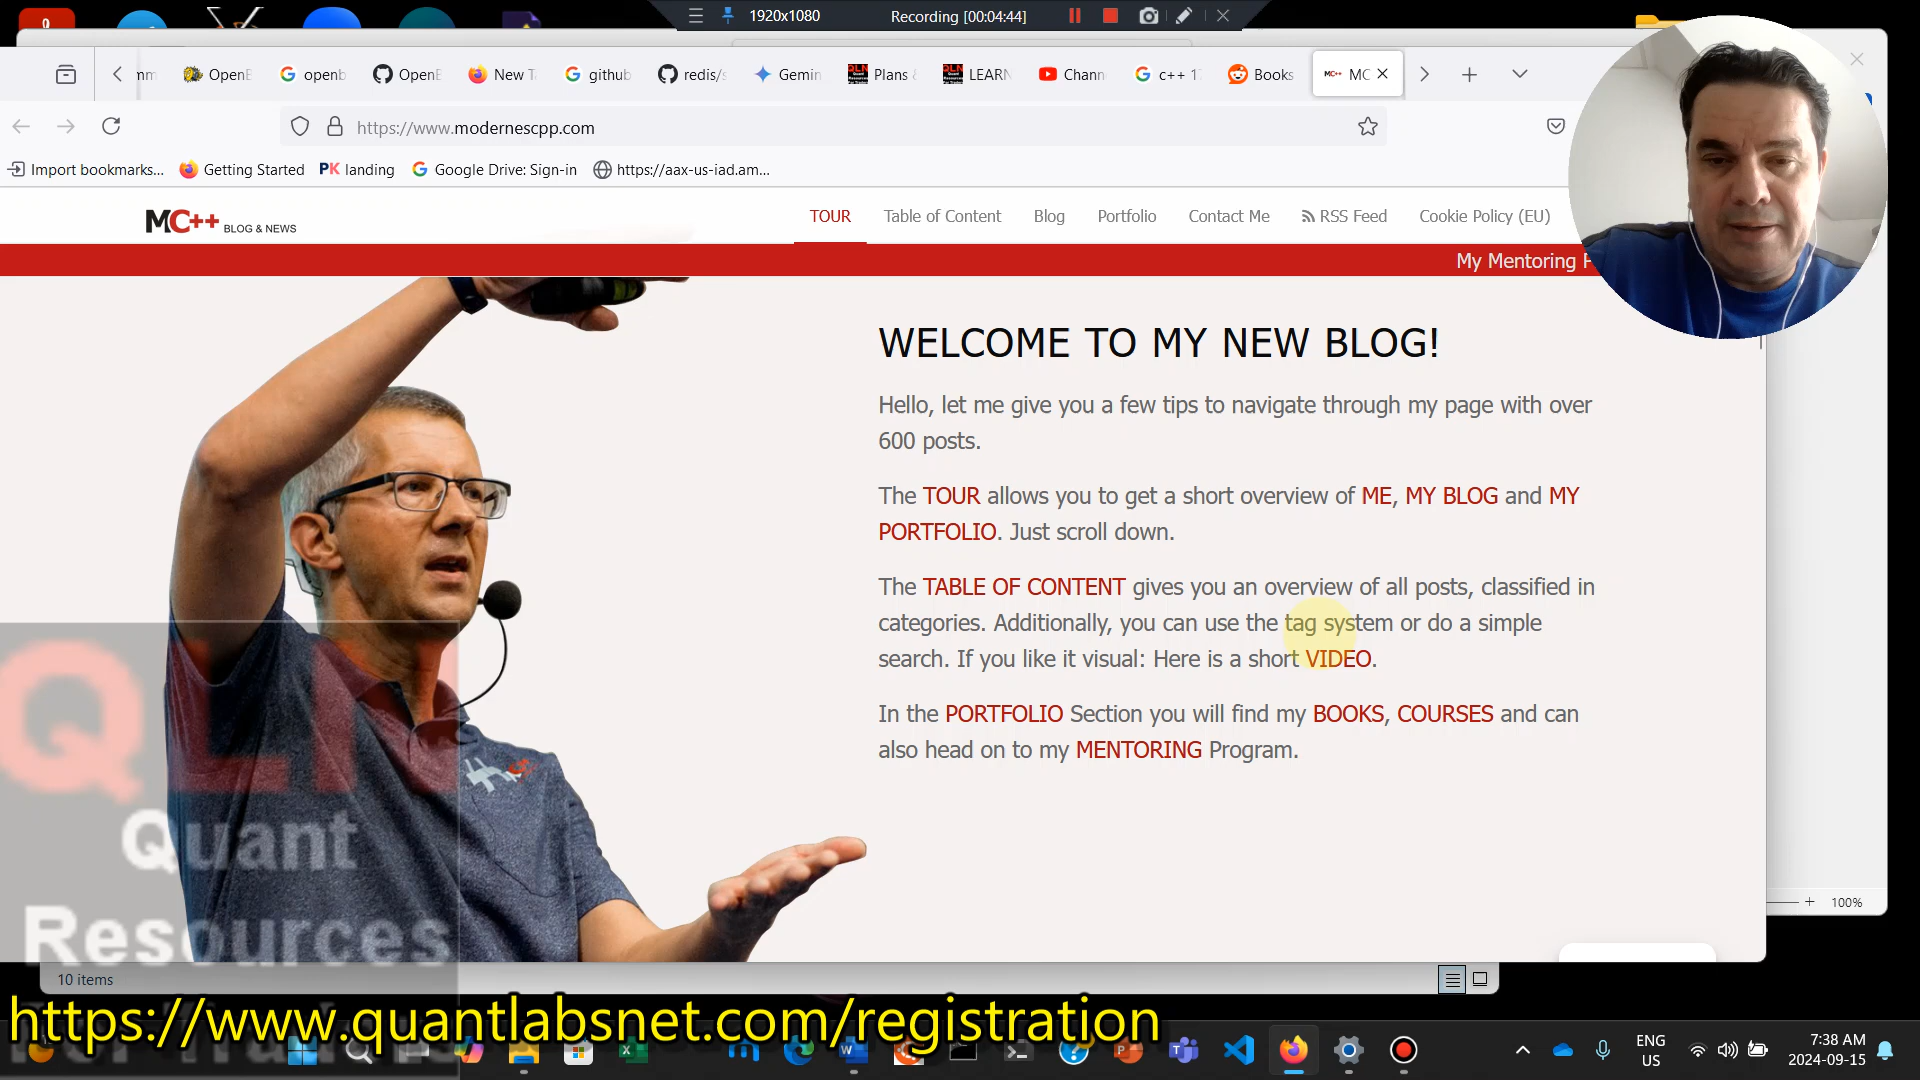 1920x1080
Recording [00:04:44]
OpenE
openb
OpenE
New T
github
redis/s
Gemin
Plans &
LEARN
Chann
c++ 17
Books
MC++ MC
https://www.modernescpp.com
Import bookmarks...
Getting Started
PK landing
Google Drive: Sign-in
https://aax-us-iad.am...
MC++ BLOG & NEWS
TOUR
Table of Content
Blog
Portfolio
Contact Me
RSS Feed
Cookie Policy (EU)
My Mentoring P
WELCOME TO MY NEW BLOG!
Hello, let me give you a few tips to navigate through my page with over
600 posts.
The TOUR allows you to get a short overview of ME, MY BLOG and MY
PORTFOLIO. Just scroll down.
The TABLE OF CONTENT gives you an overview of all posts, classified in
categories. Additionally, you can use the tag system or do a simple
search. If you like it visual: Here is a short VIDEO.
In the PORTFOLIO Section you will find my BOOKS, COURSES and can
also head on to my MENTORING Program.
QLN
Quant
Resources
100%
10 items
https://www.quantlabsnet.com/registration
ENG
US
7:38 AM
2024-09-15